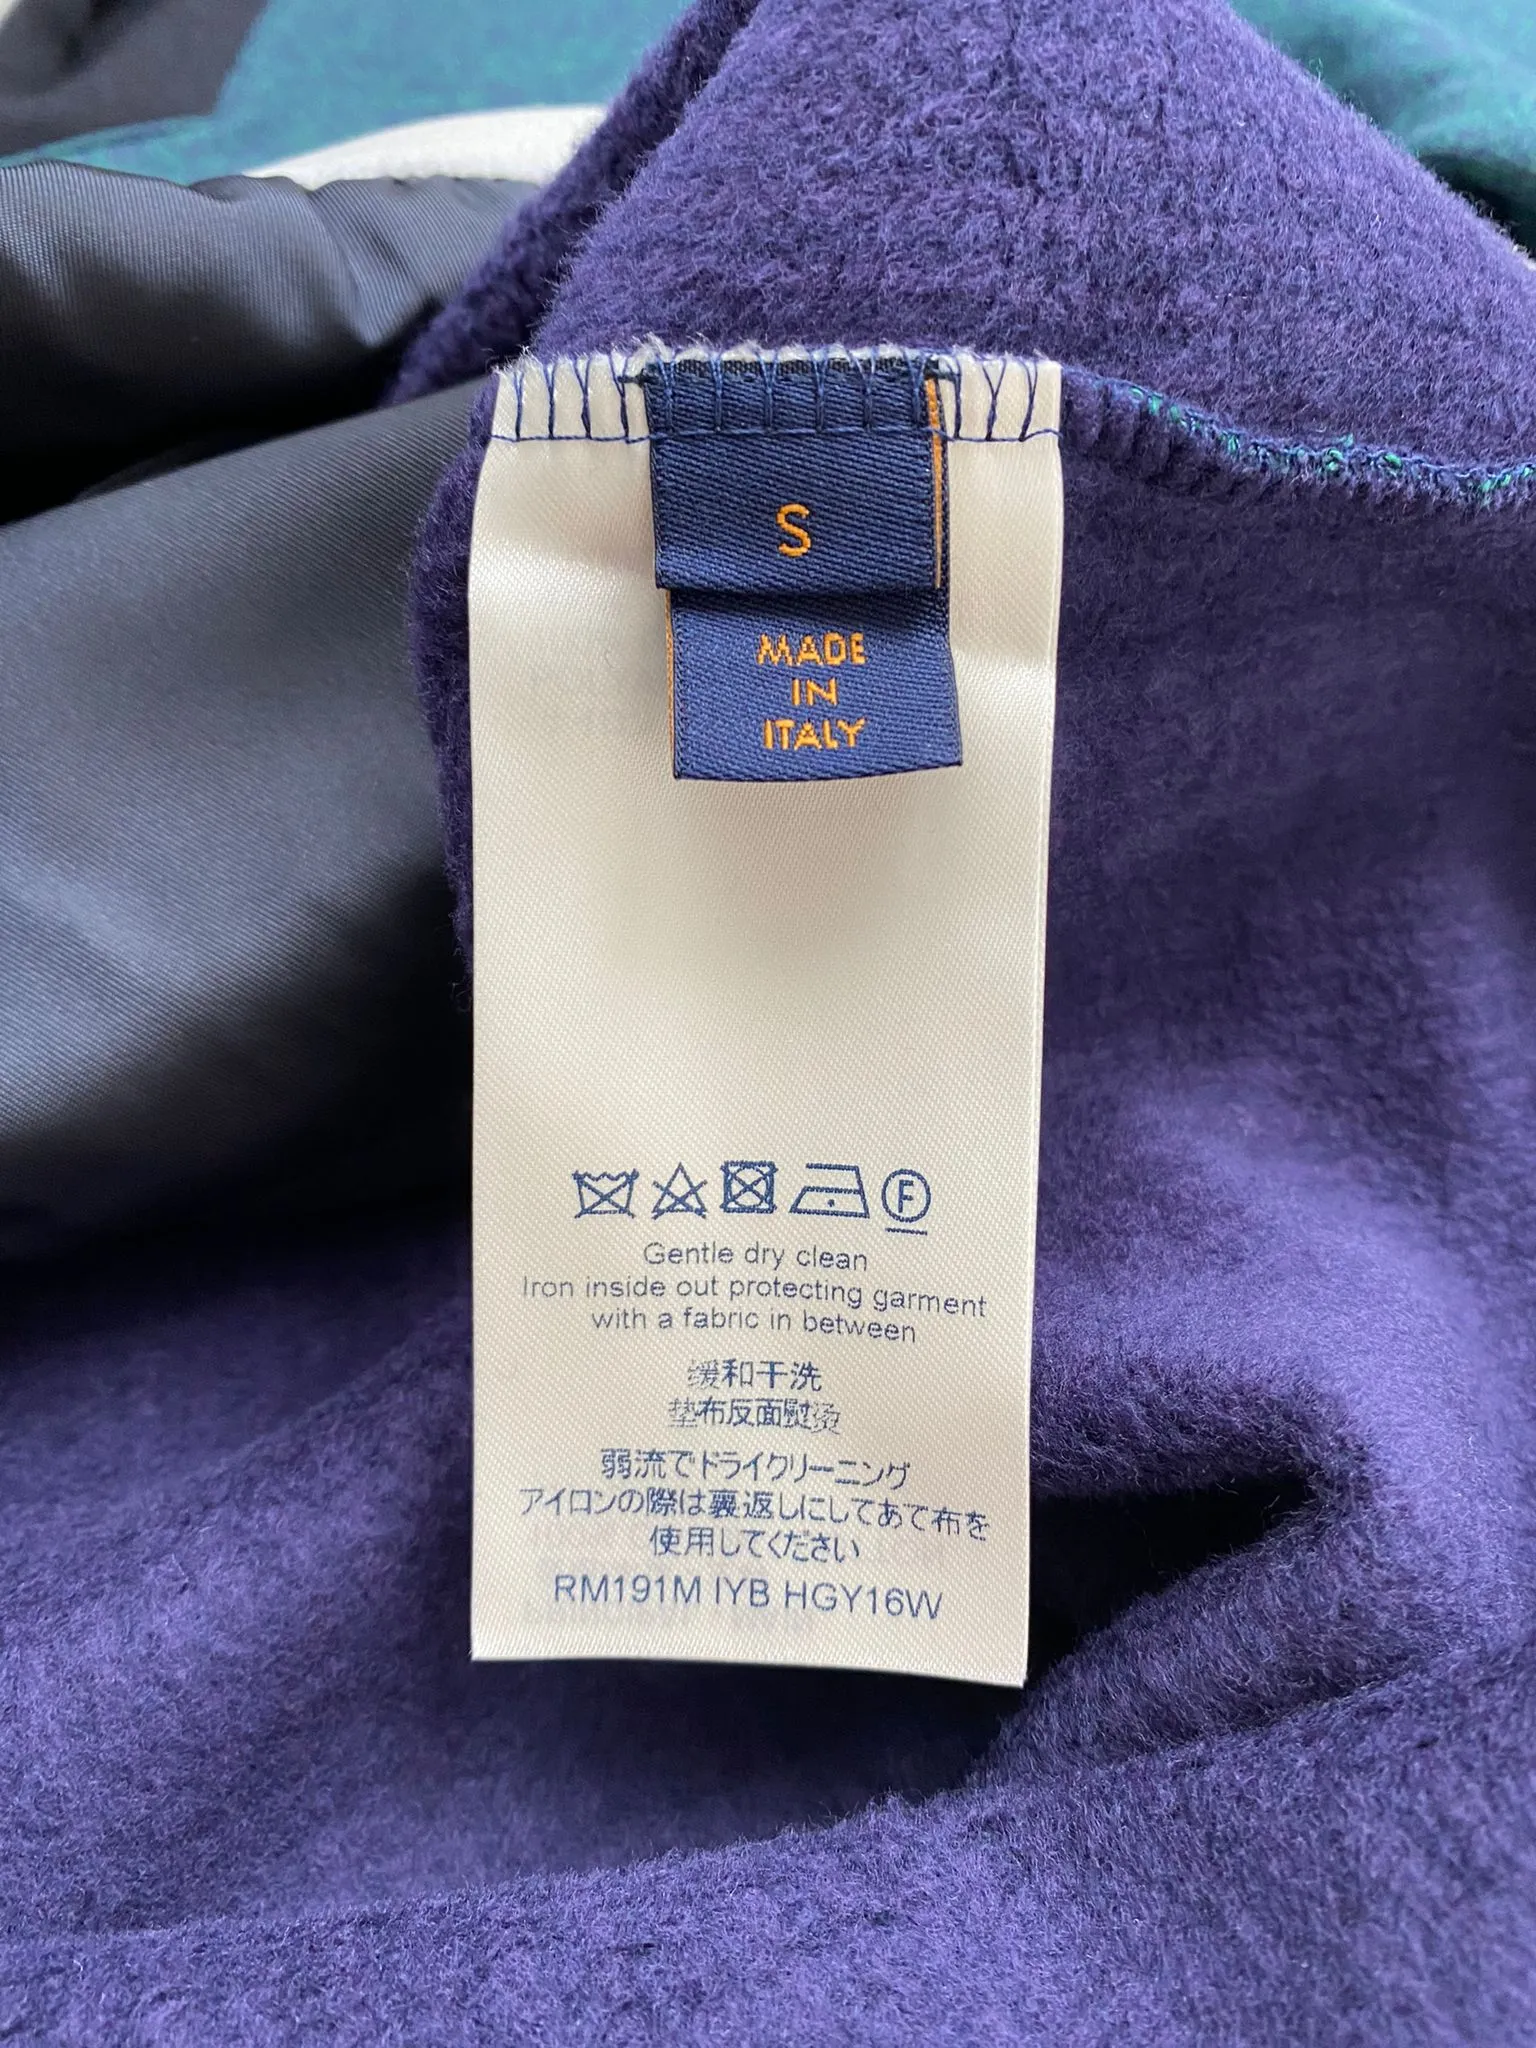 S
MADE
IN
ITALY
F
Gentle dry clean
Iron inside out protecting garment
with a fabric in between
缓和干洗
垫布反面熨烫
弱流でドライクリーニング
アイロンの際は裏返しにしてあて布を
使用してください
RM191M IYB HGY16W